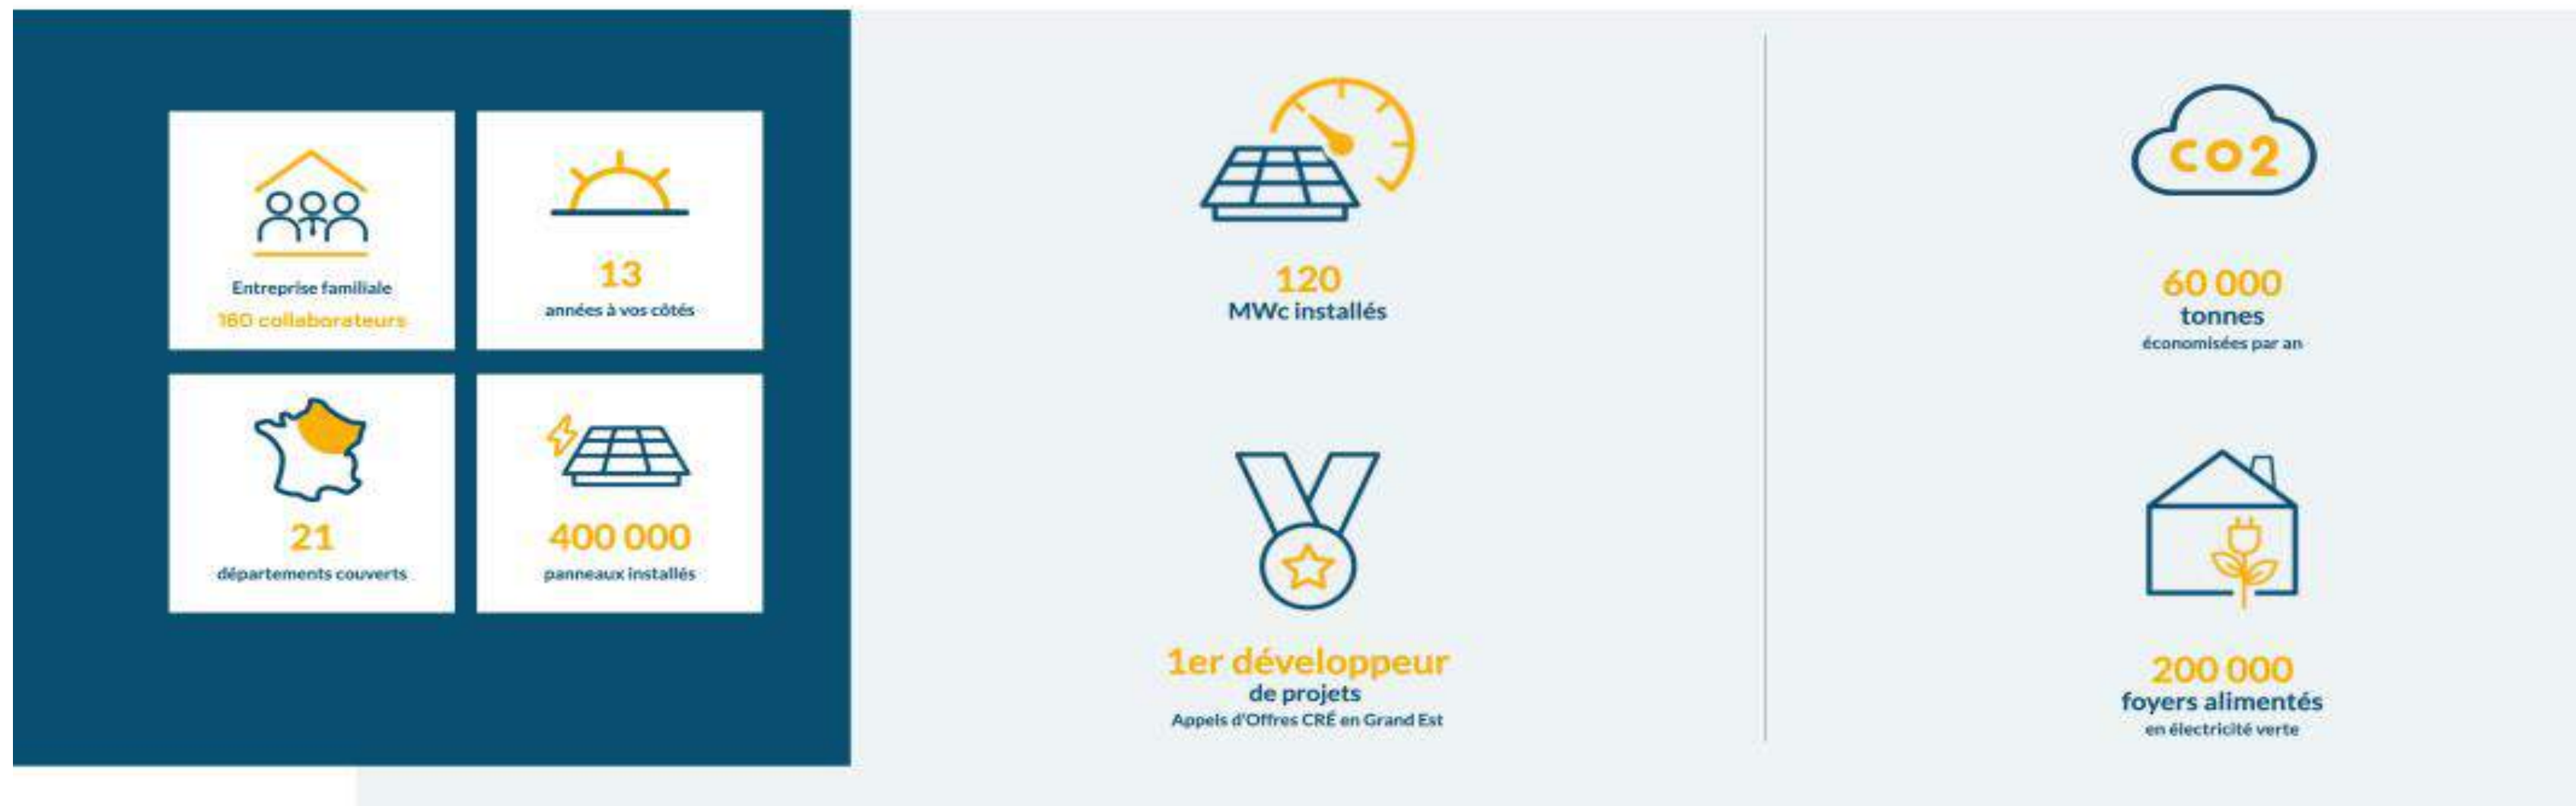 Entreprise familiale
160 collaborateurs
13
années à vos côtés
21
départements couverts
400 000
panneaux installés
120
MWc installés
1er développeur
de projets
Appels d'Offres CRÉ en Grand Est
CO2
60 000
tonnes
économisées par an
200 000
foyers alimentés
en électricité verte